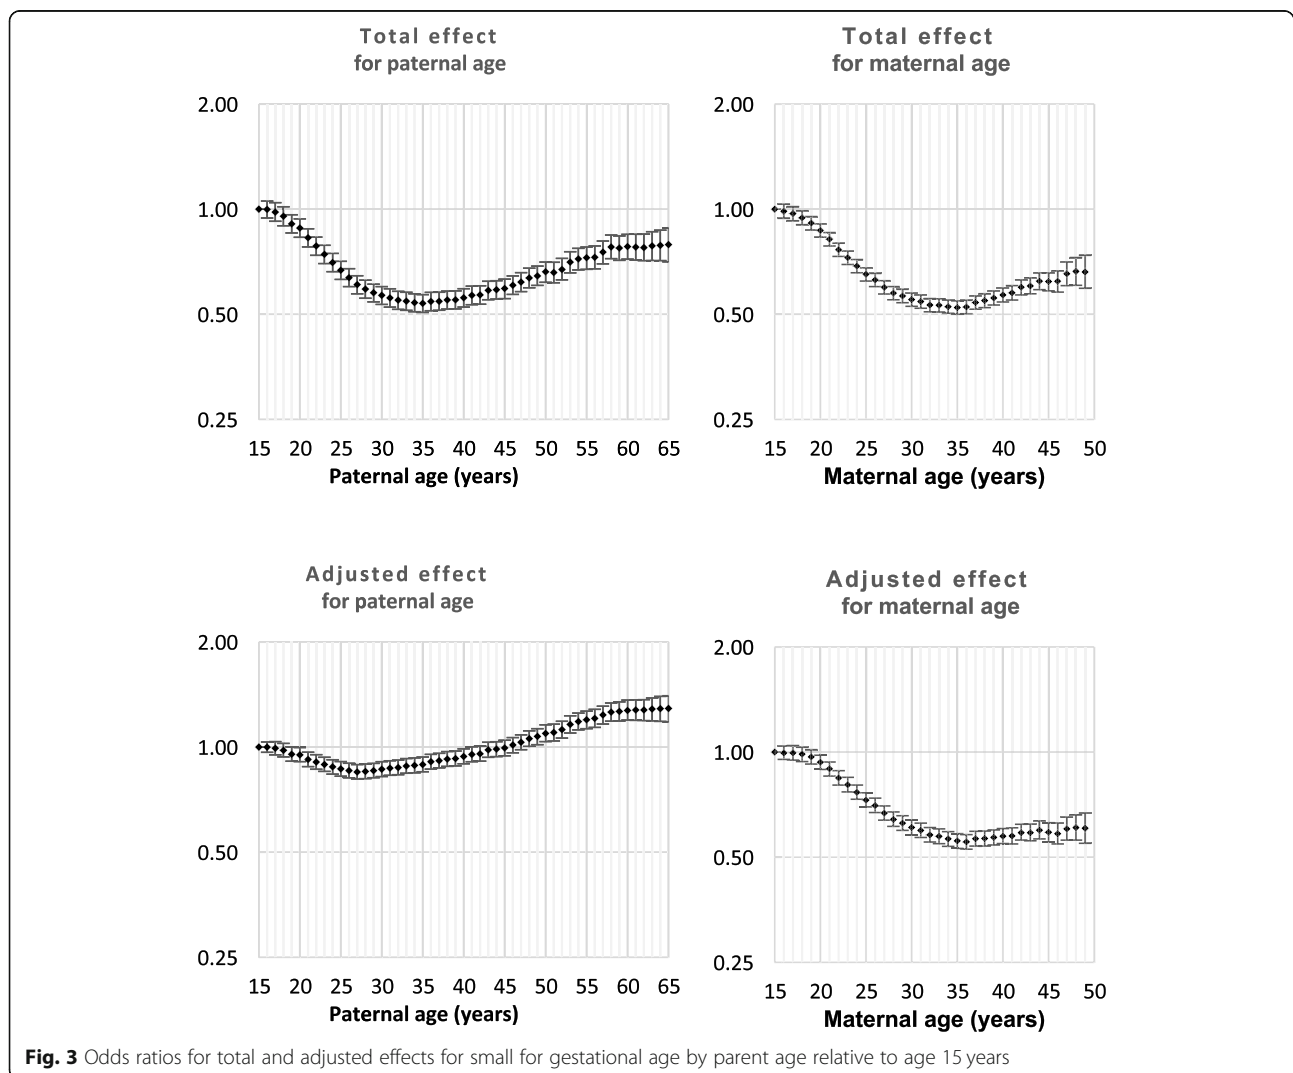 Total effect
for paternal age
2.00
1.00
0.50
0.25
15 20 25 30 35 40 45 50 55 60 65
Paternal age (years)
Total effect
for maternal age
2.00
1.00
0.50
0.25
15 20 25 30 35 40 45 50
Maternal age (years)
Adjusted effect
for paternal age
2.00
1.00
0.50
0.25
15 20 25 30 35 40 45 50 55 60 65
Paternal age (years)
Adjusted effect
for maternal age
2.00
1.00
0.50
0.25
15 20 25 30 35 40 45 50
Maternal age (years)
Fig. 3 Odds ratios for total and adjusted effects for small for gestational age by parent age relative to age 15 years